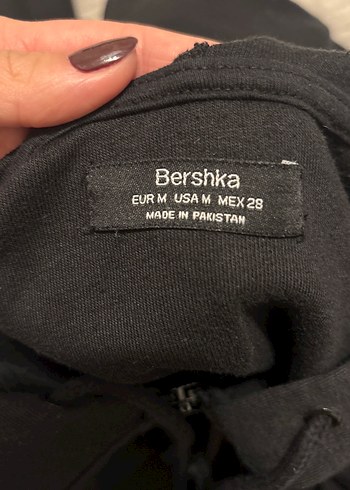 Bershka
EUR M USA M MEX 28
MADE IN PAKISTAN